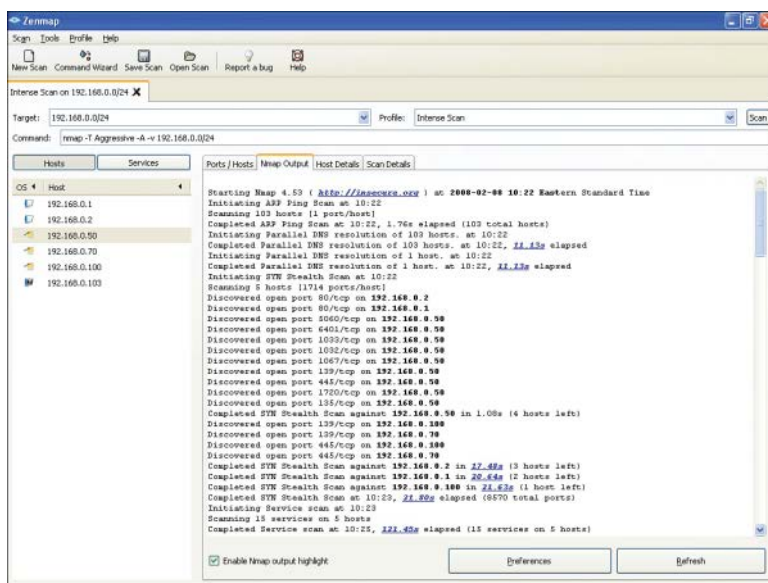 Zenmap
Scan Tools Profile Help
New Scan Command Wizard Save Scan Open Scan Report a bug Help
Intense Scan on 192.168.0.0/24
Target: 192.168.0.0/24 Profile: Intense Scan Scan
Command: nmap -T Aggressive -A -v 192.168.0.0/24
Hosts Services
Ports / Hosts Nmap Output Host Details Scan Details
OS Host
192.168.0.1
192.168.0.2
192.168.0.50
192.168.0.70
192.168.0.100
192.168.0.103
Starting Nmap 4.53 ( http://insecure.org ) at 2008-02-08 10:22 Eastern Standard Time
Initiating ARP Ping Scan at 10:22
Scanning 103 hosts [1 port/host]
Completed ARP Ping Scan at 10:22, 1.76s elapsed (103 total hosts)
Initiating Parallel DNS resolution of 103 hosts. at 10:22
Completed Parallel DNS resolution of 103 hosts. at 10:22, 11.13s elapsed
Initiating Parallel DNS resolution of 1 host. at 10:22
Completed Parallel DNS resolution of 1 host. at 10:22, 11.13s elapsed
Initiating SYN Stealth Scan at 10:22
Scanning 5 hosts [1714 ports/host]
Discovered open port 80/tcp on 192.168.0.2
Discovered open port 80/tcp on 192.168.0.1
Discovered open port 5060/tcp on 192.168.0.50
Discovered open port 6401/tcp on 192.168.0.50
Discovered open port 1033/tcp on 192.168.0.50
Discovered open port 1032/tcp on 192.168.0.50
Discovered open port 1067/tcp on 192.168.0.50
Discovered open port 139/tcp on 192.168.0.50
Discovered open port 445/tcp on 192.168.0.50
Discovered open port 1720/tcp on 192.168.0.50
Discovered open port 135/tcp on 192.168.0.50
Completed SYN Stealth Scan against 192.168.0.50 in 1.08s (4 hosts left)
Discovered open port 139/tcp on 192.168.0.100
Discovered open port 139/tcp on 192.168.0.70
Discovered open port 445/tcp on 192.168.0.100
Discovered open port 445/tcp on 192.168.0.70
Completed SYN Stealth Scan against 192.168.0.2 in 17.48s (3 hosts left)
Completed SYN Stealth Scan against 192.168.0.1 in 20.64s (2 hosts left)
Completed SYN Stealth Scan against 192.168.0.100 in 21.63s (1 host left)
Completed SYN Stealth Scan at 10:23, 21.80s elapsed (8570 total ports)
Initiating Service scan at 10:23
Scanning 15 services on 5 hosts
Completed Service scan at 10:25, 121.45s elapsed (15 services on 5 hosts)
Enable Nmap output highlight Preferences Refresh